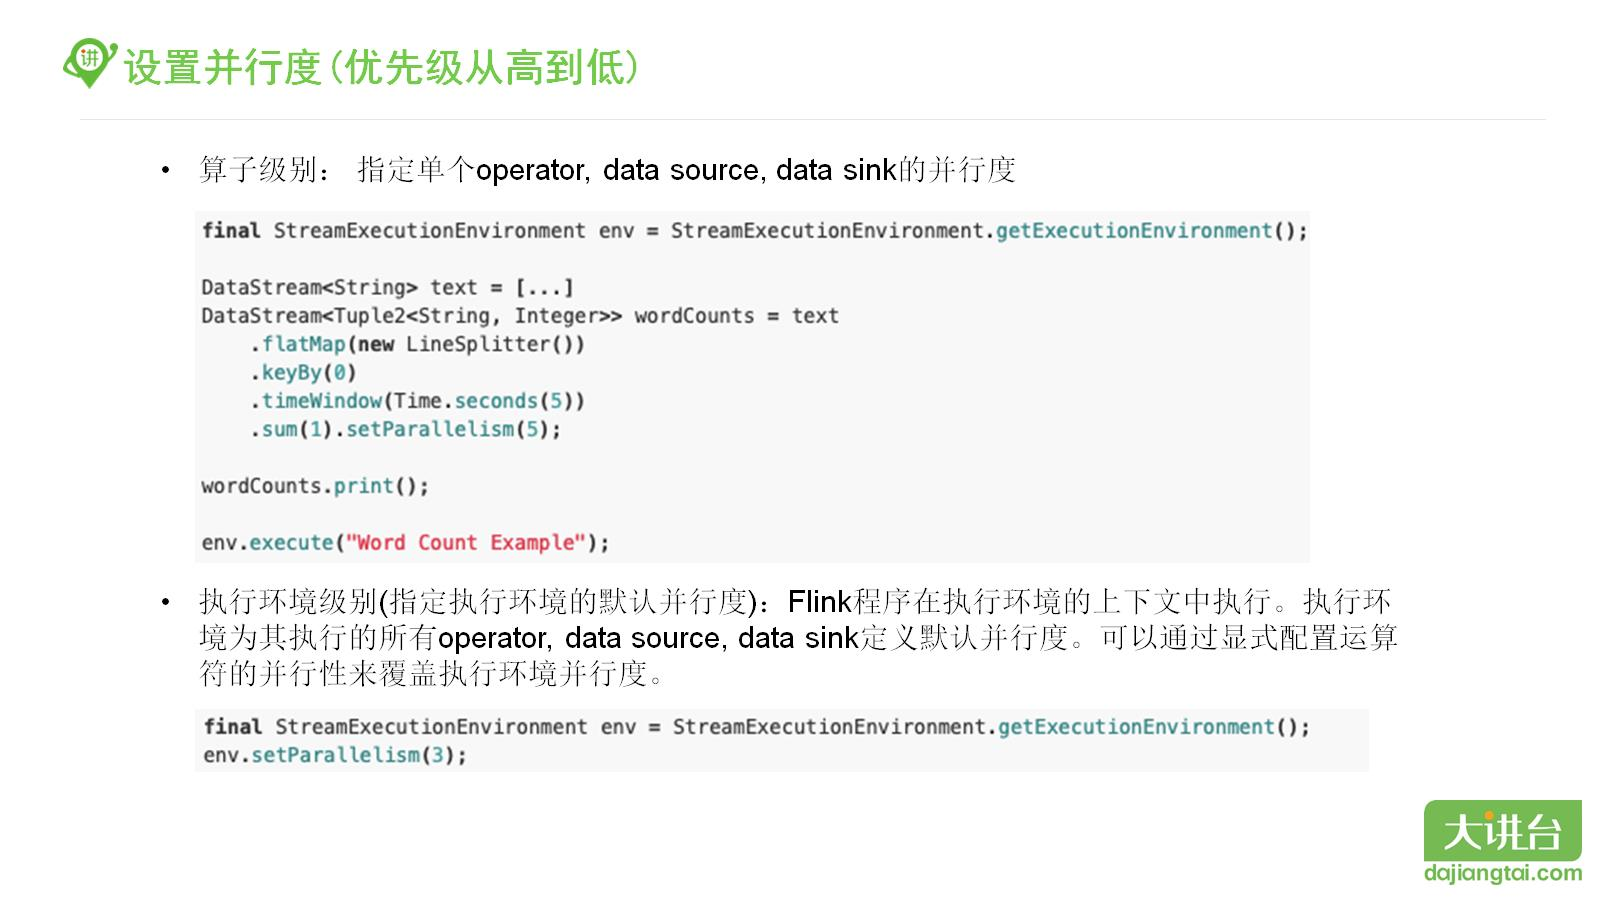 讲 设置并行度(优先级从高到低)
• 算子级别： 指定单个operator, data source, data sink的并行度
final StreamExecutionEnvironment env = StreamExecutionEnvironment.getExecutionEnvironment();
DataStream<String> text = [...]
DataStream<Tuple2<String, Integer>> wordCounts = text
    .flatMap(new LineSplitter())
    .keyBy(0)
    .timeWindow(Time.seconds(5))
    .sum(1).setParallelism(5);
wordCounts.print();
env.execute("Word Count Example");
• 执行环境级别(指定执行环境的默认并行度)：Flink程序在执行环境的上下文中执行。执行环
境为其执行的所有operator, data source, data sink定义默认并行度。可以通过显式配置运算
符的并行性来覆盖执行环境并行度。
final StreamExecutionEnvironment env = StreamExecutionEnvironment.getExecutionEnvironment();
env.setParallelism(3);
大讲台
dajiangtai.com